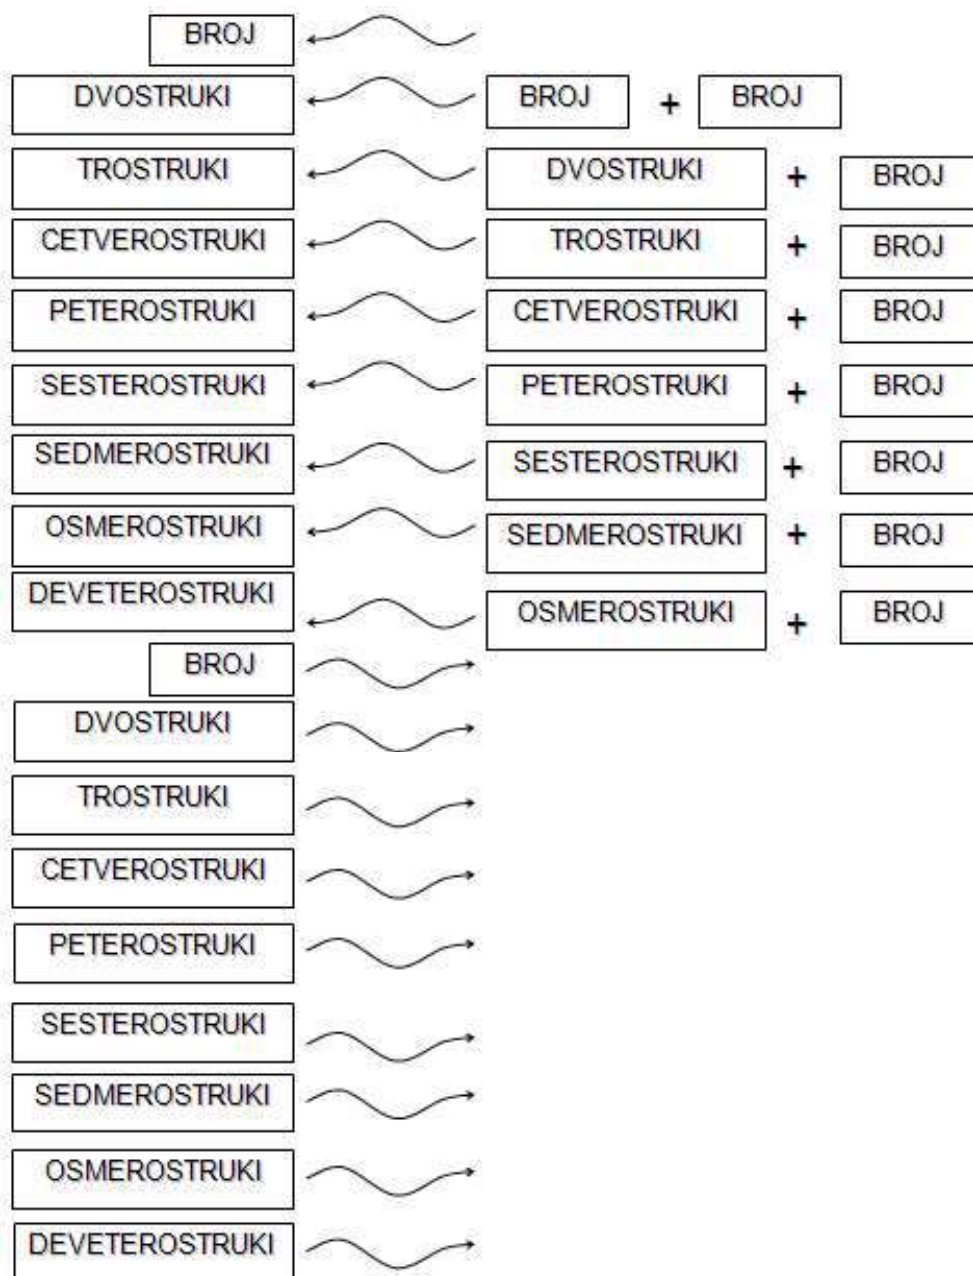 BROJ
DVOSTRUKI BROJ + BROJ
TROSTRUKI DVOSTRUKI + BROJ
CETVEROSTRUKI TROSTRUKI + BROJ
PETEROSTRUKI CETVEROSTRUKI + BROJ
SESTEROSTRUKI PETEROSTRUKI + BROJ
SEDMEROSTRUKI SESTEROSTRUKI + BROJ
OSMEROSTRUKI SEDMEROSTRUKI + BROJ
DEVETEROSTRUKI OSMEROSTRUKI + BROJ
BROJ
DVOSTRUKI
TROSTRUKI
CETVEROSTRUKI
PETEROSTRUKI
SESTEROSTRUKI
SEDMEROSTRUKI
OSMEROSTRUKI
DEVETEROSTRUKI